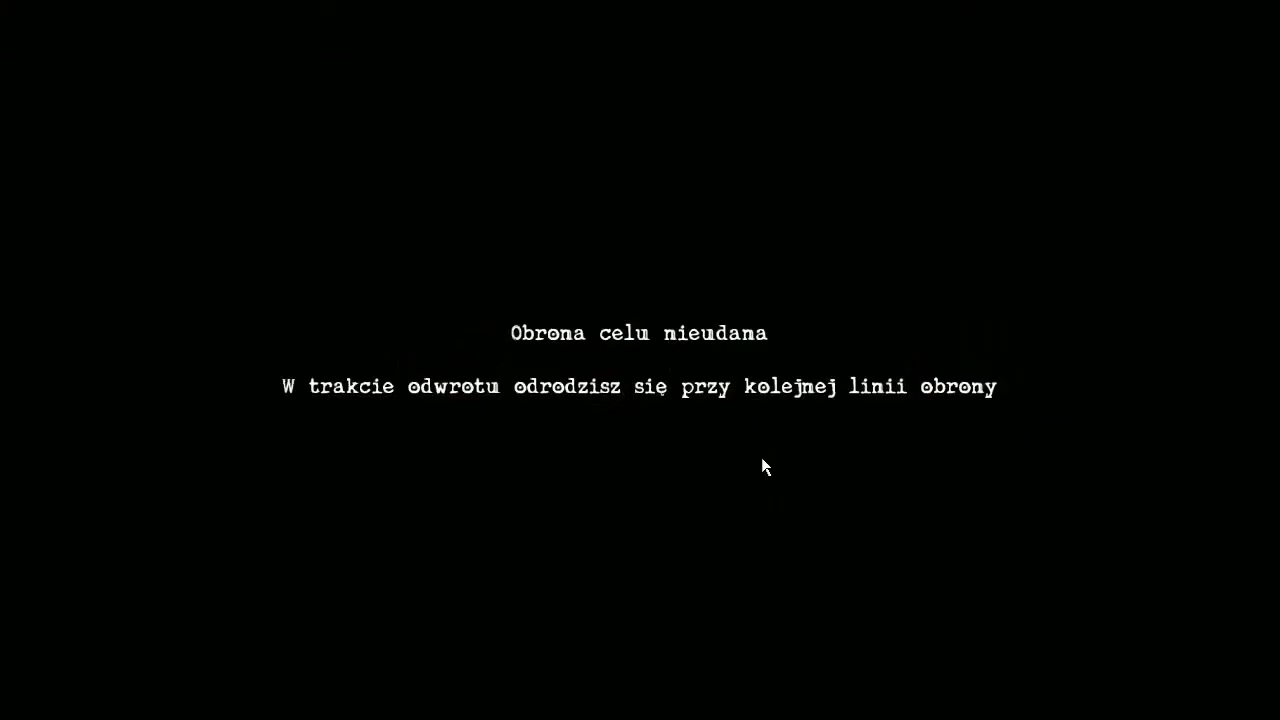 Obrona celu nieudana
W trakcie odwrotu odrodzisz się przy kolejnej linii obrony